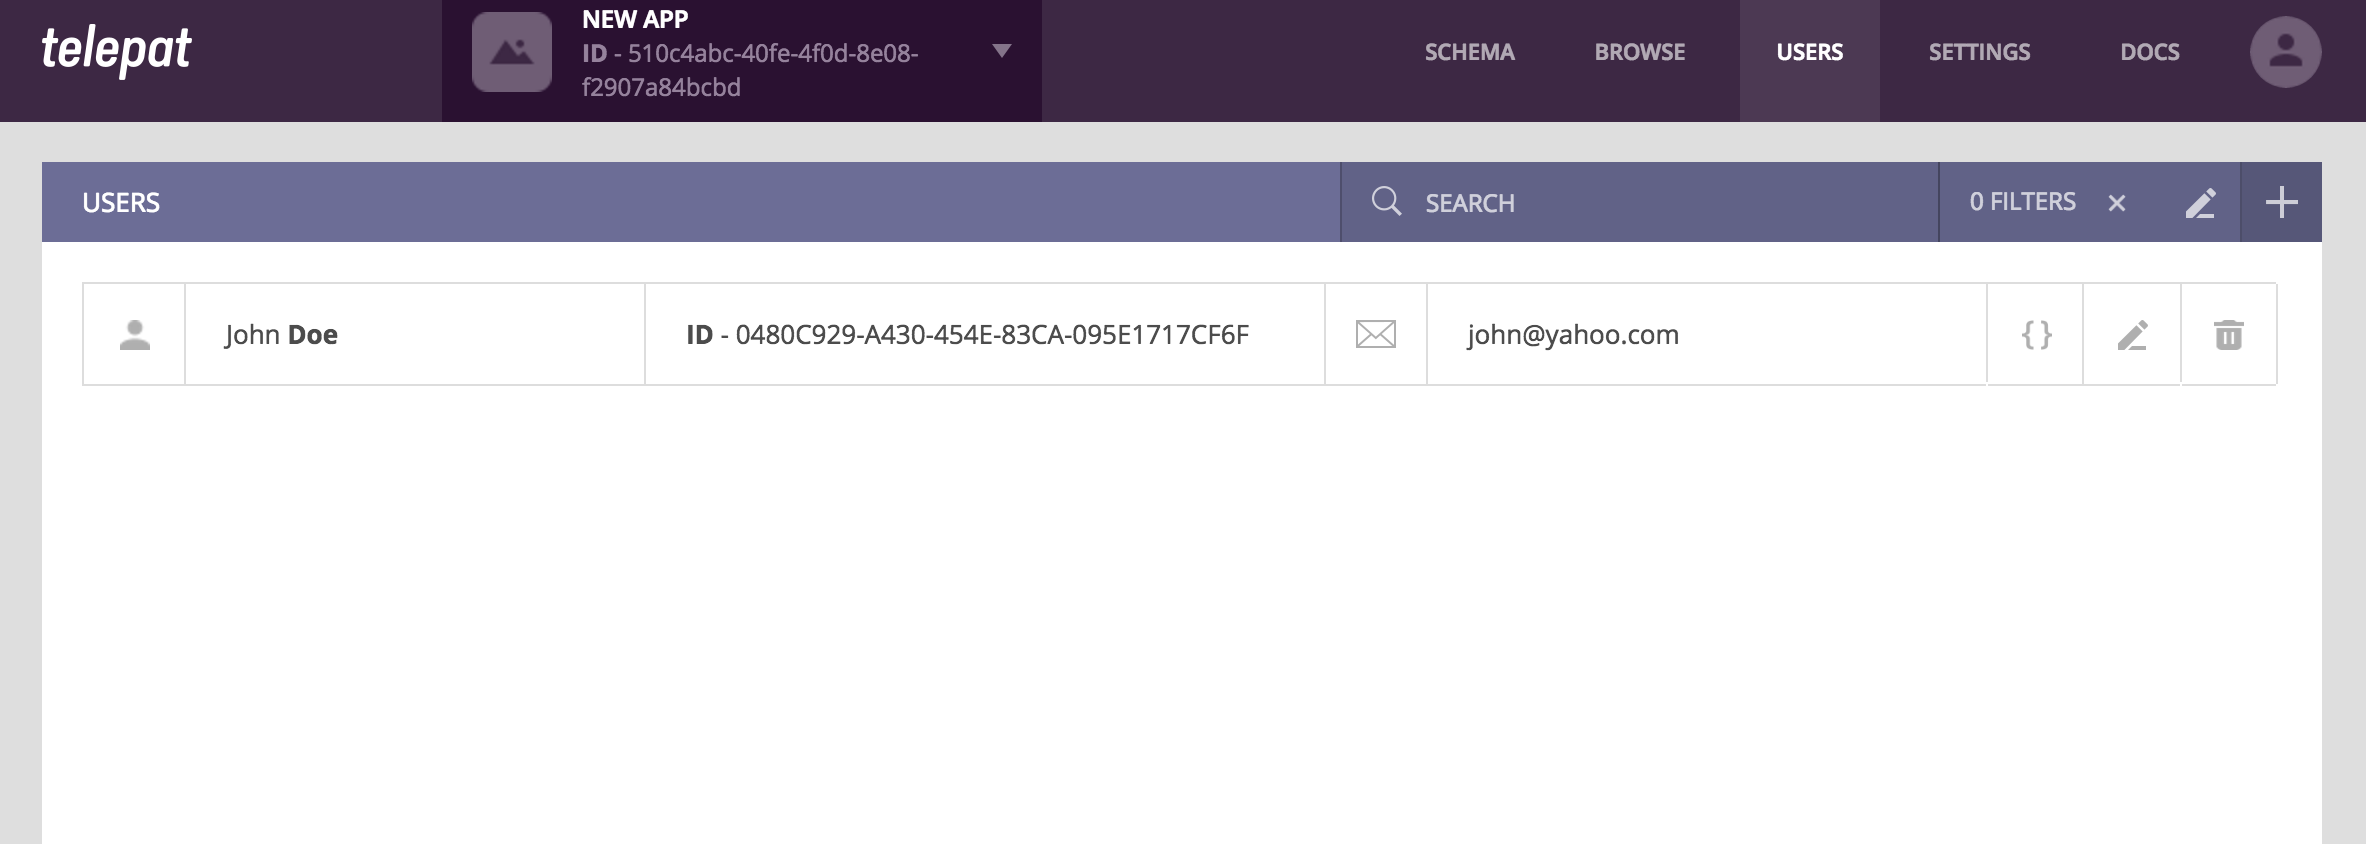 telepat
NEW APP
ID - 510c4abc-40fe-4f0d-8e08-
f2907a84bcbd
SCHEMA
BROWSE
USERS
SETTINGS
DOCS
USERS
SEARCH
0 FILTERS
John Doe
ID - 0480C929-A430-454E-83CA-095E1717CF6F
john@yahoo.com